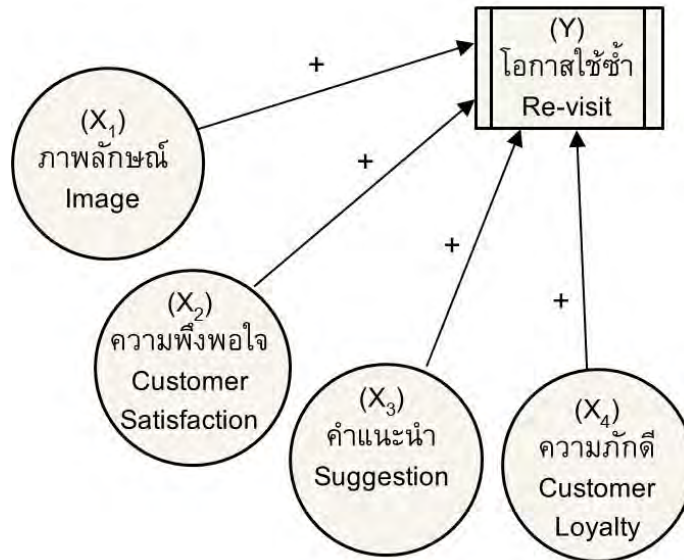 (Y)
โอกาสใช้ซ้ำ
Re-visit
+
(X₁)
ภาพลักษณ์
Image
+
(X₂)
ความพึงพอใจ
Customer
Satisfaction
+
(X₃)
คำแนะนำ
Suggestion
+
(X₄)
ความภักดี
Customer
Loyalty